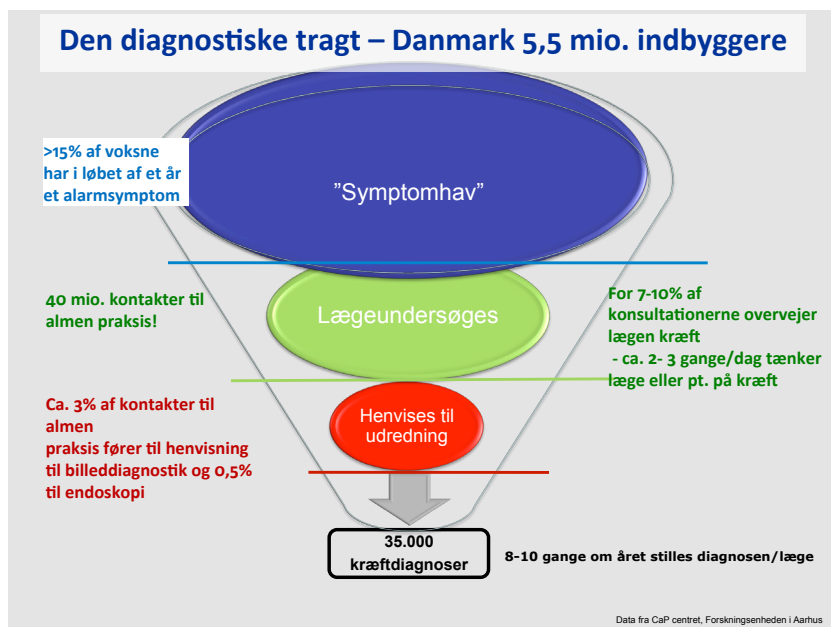 Den diagnostiske tragt – Danmark 5,5 mio. indbyggere
>15% af voksne
har i løbet af et år
et alarmsymptom
”Symptomhav”
40 mio. kontakter til
almen praksis!
Lægeundersøges
For 7-10% af
konsultationerne overvejer
lægen kræft
- ca. 2- 3 gange/dag tænker
læge eller pt. på kræft
Ca. 3% af kontakter til
almen
praksis fører til henvisning
til billeddiagnostik og 0,5%
til endoskopi
Henvises til
udredning
35.000
kræftdiagnoser
8-10 gange om året stilles diagnosen/læge
Data fra CaP centret, Forskningsenheden i Aarhus